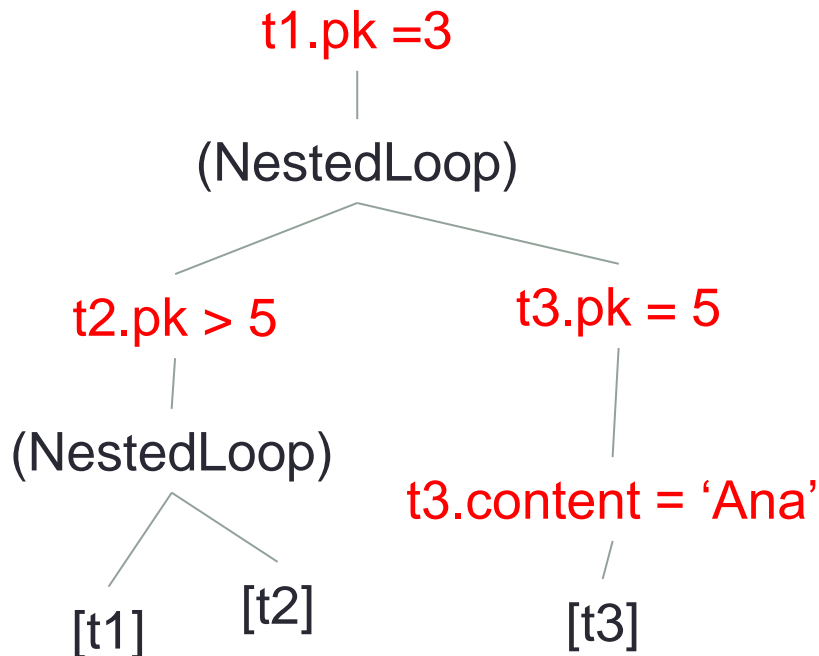 t1.pk =3
(NestedLoop)
t2.pk > 5
t3.pk = 5
(NestedLoop)
t3.content = ‘Ana’
[t1]
[t2]
[t3]